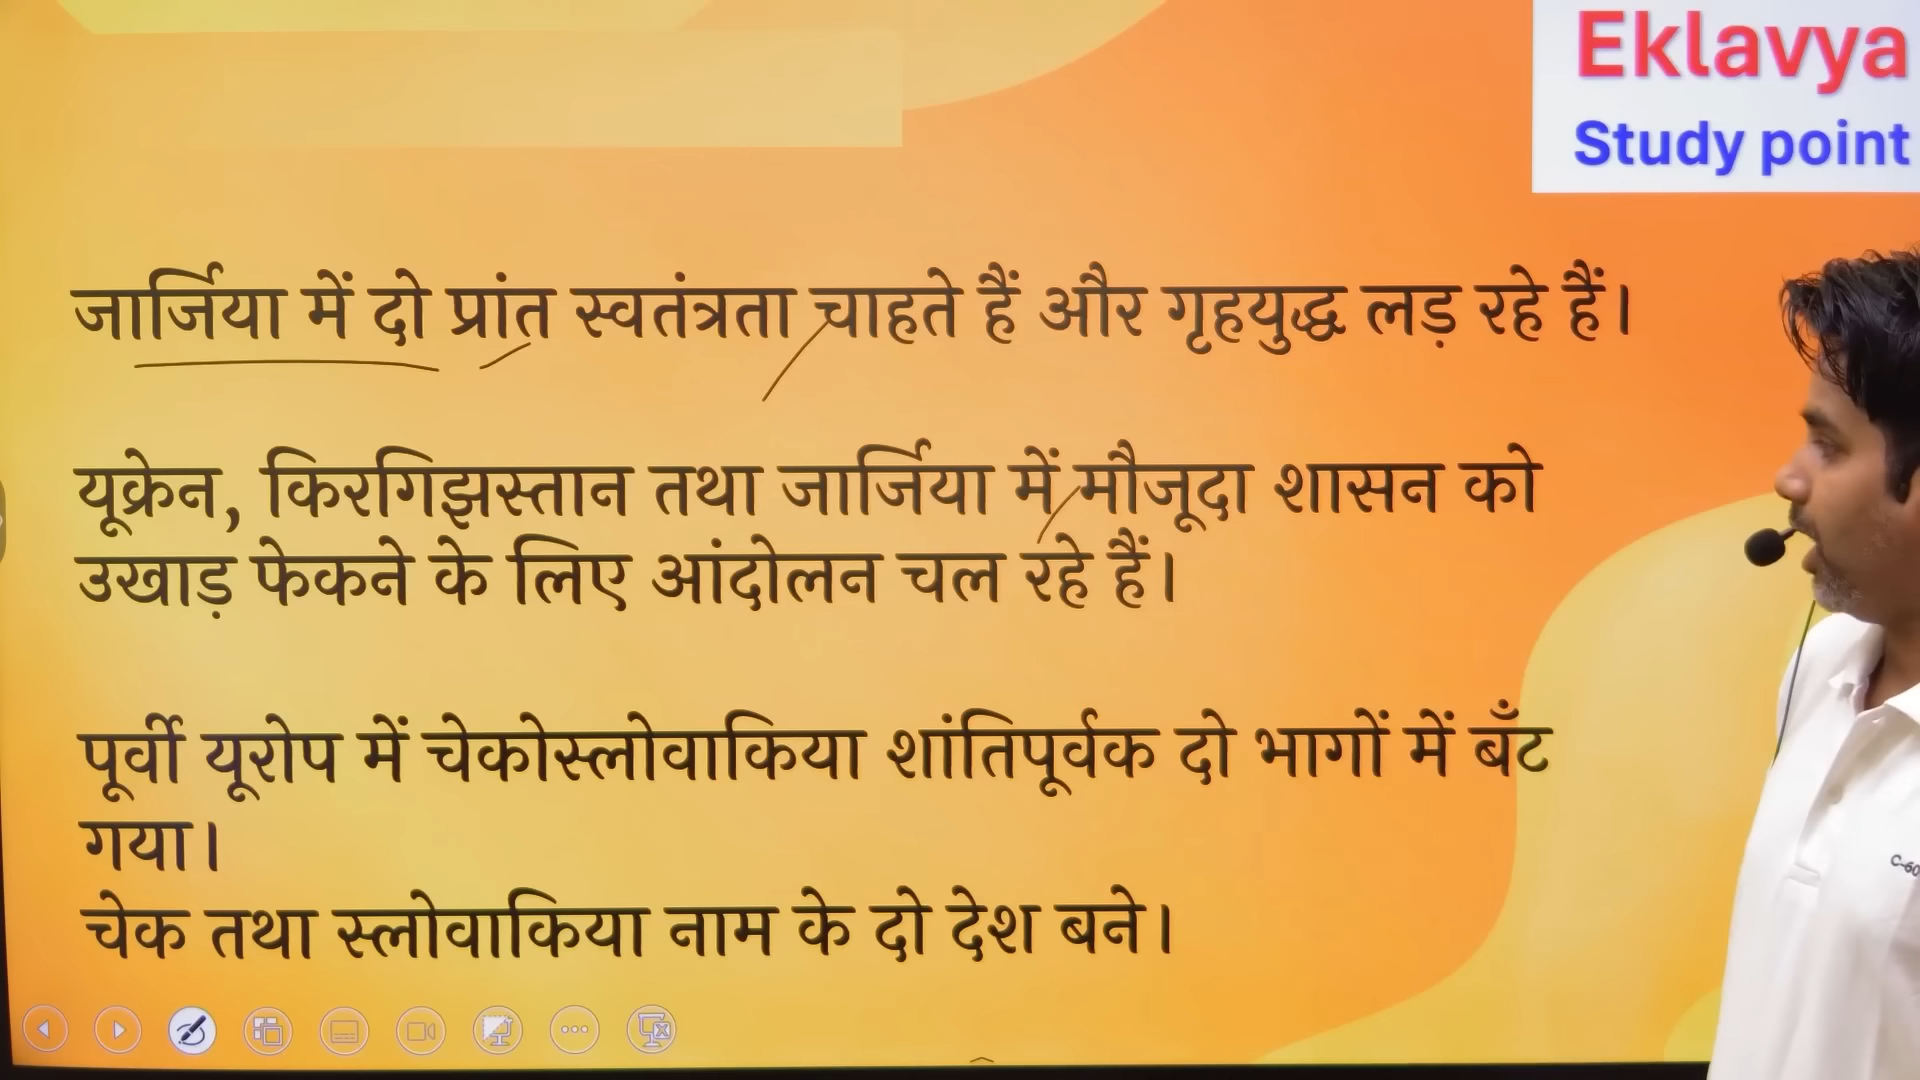 Eklavya
Study point
जार्जिया में दो प्रांत स्वतंत्रता चाहते हैं और गृहयुद्ध लड़ रहे हैं।
यूक्रेन, किरगिझस्तान तथा जार्जिया में मौजूदा शासन को
उखाड़ फेकने के लिए आंदोलन चल रहे हैं।
पूर्वी यूरोप में चेकोस्लोवाकिया शांतिपूर्वक दो भागों में बँट
गया।
चेक तथा स्लोवाकिया नाम के दो देश बने।
C-60